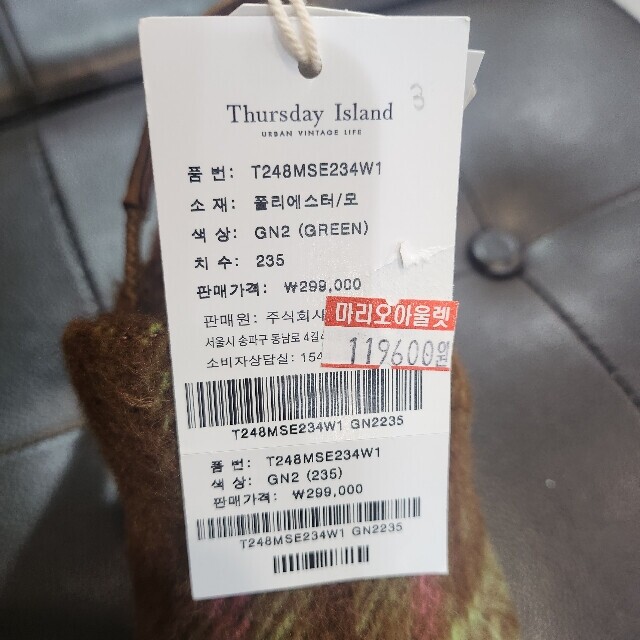 Thursday Island
URBAN VINTAGE LIFE
3
품 번: T248MSE234W1
소 재: 폴리에스터/모
색 상: GN2 (GREEN)
치 수: 235
판매가격: ₩299,000
판매원: 주식회사
서울시 송파구 동남로 4길
소비자상담실: 154
마리오아울렛
119600원
T248MSE234W1 GN2235
품 번: T248MSE234W1
색 상: GN2 (235)
판매가격: ₩299,000
T248MSE234W1 GN2235